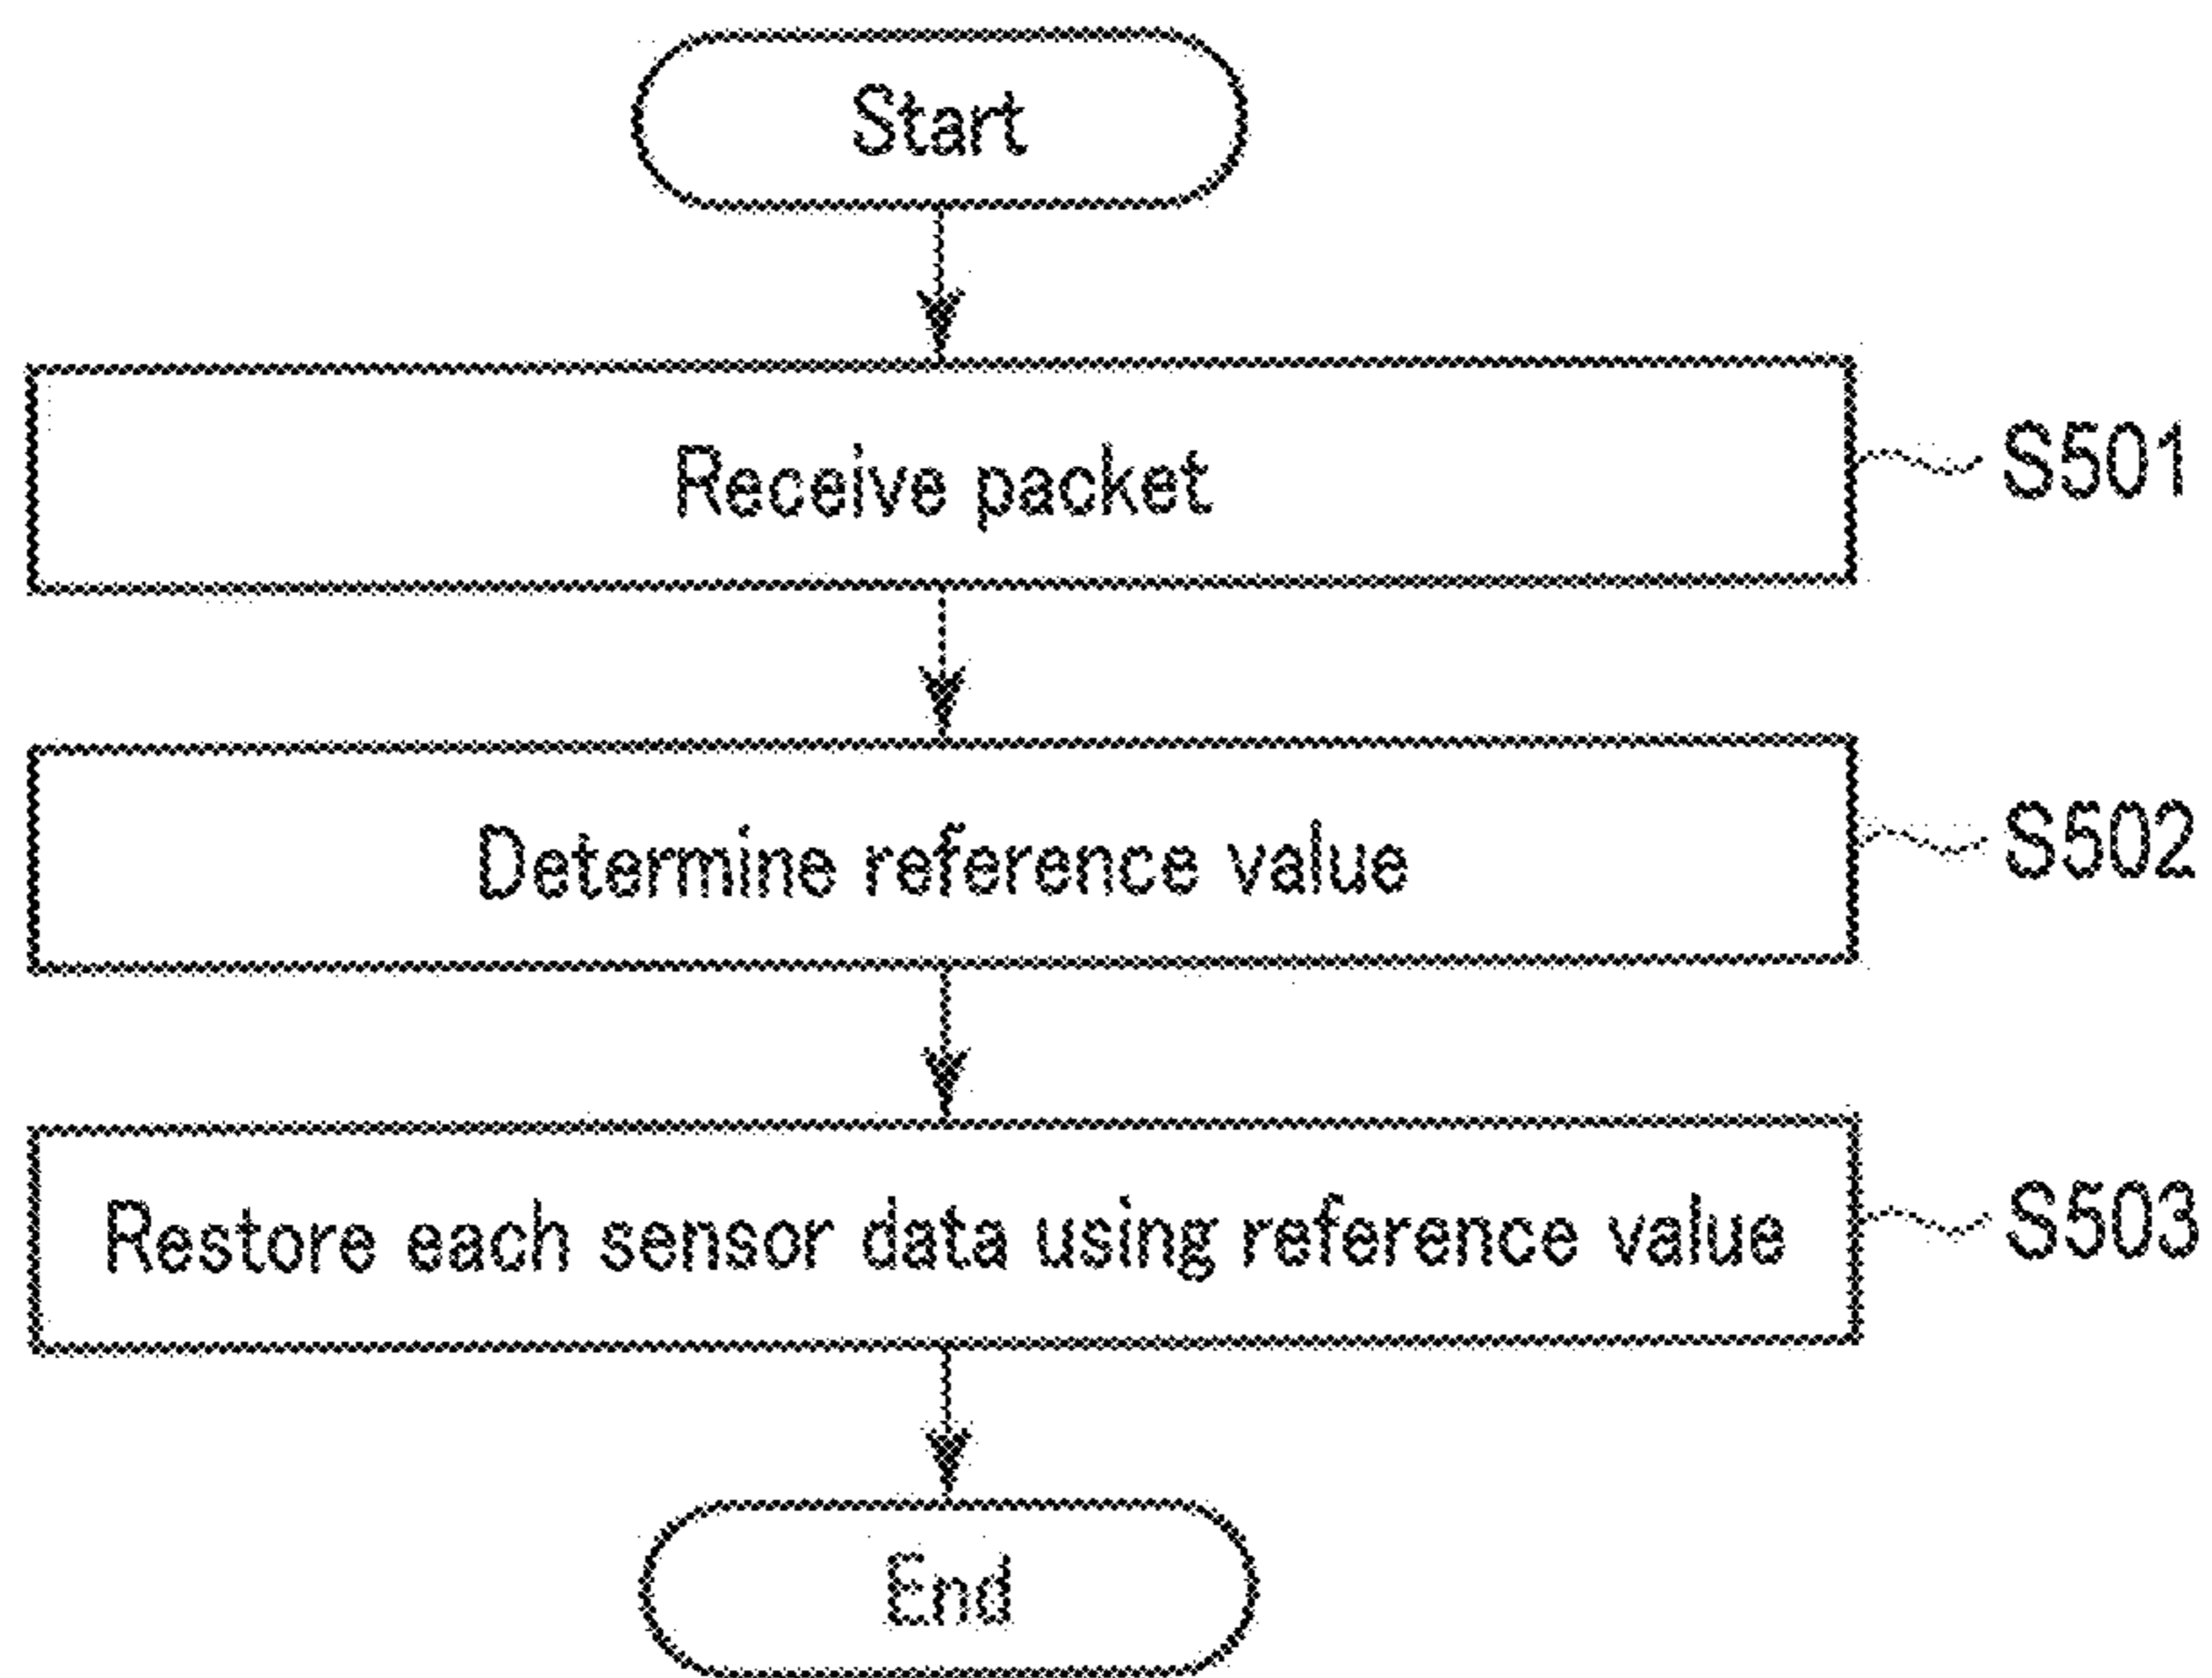 Start
Receive packet
S501
Determine reference value
S502
Restore each sensor data using reference value
S503
End